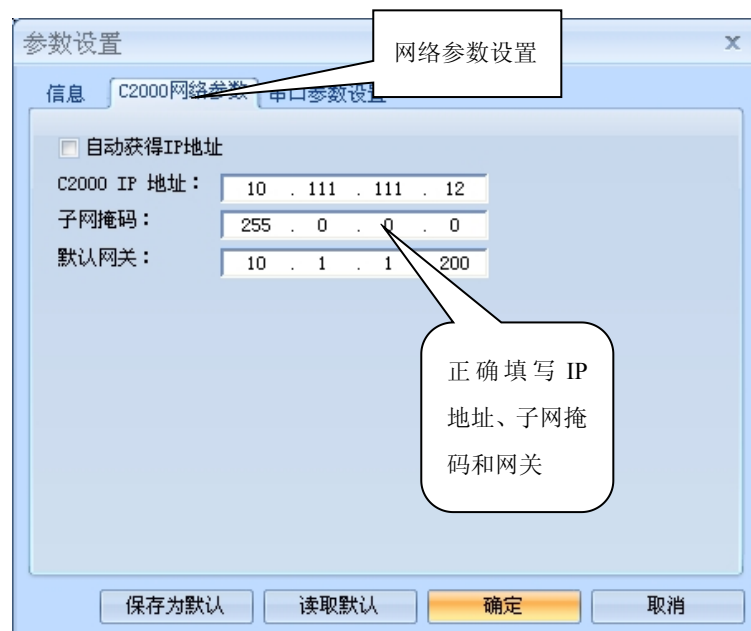 参数设置
网络参数设置
x
信息 C2000网络参数 串口参数设置
自动获得IP地址
C2000 IP 地址： 10 . 111 . 111 . 12
子网掩码： 255 . 0 . 0 . 0
默认网关： 10 . 1 . 1 . 200
正确填写 IP
地址、子网掩
码和网关
保存为默认 读取默认 确定 取消